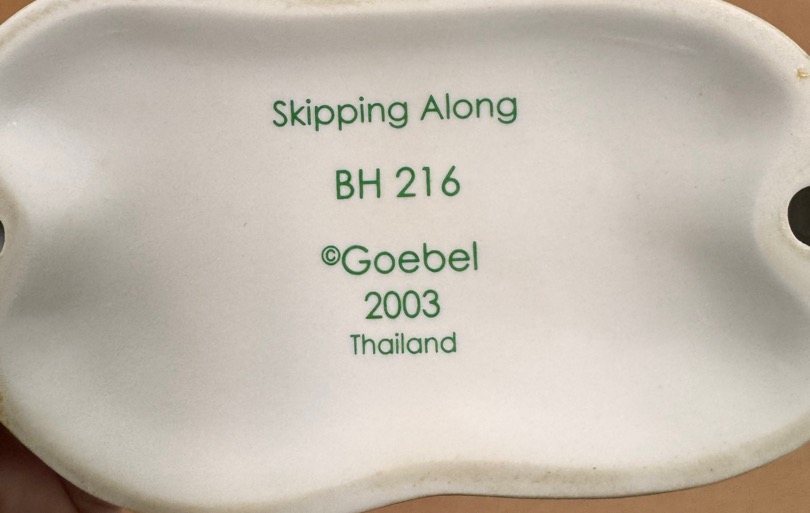 Skipping Along
BH 216
©Goebel
2003
Thailand